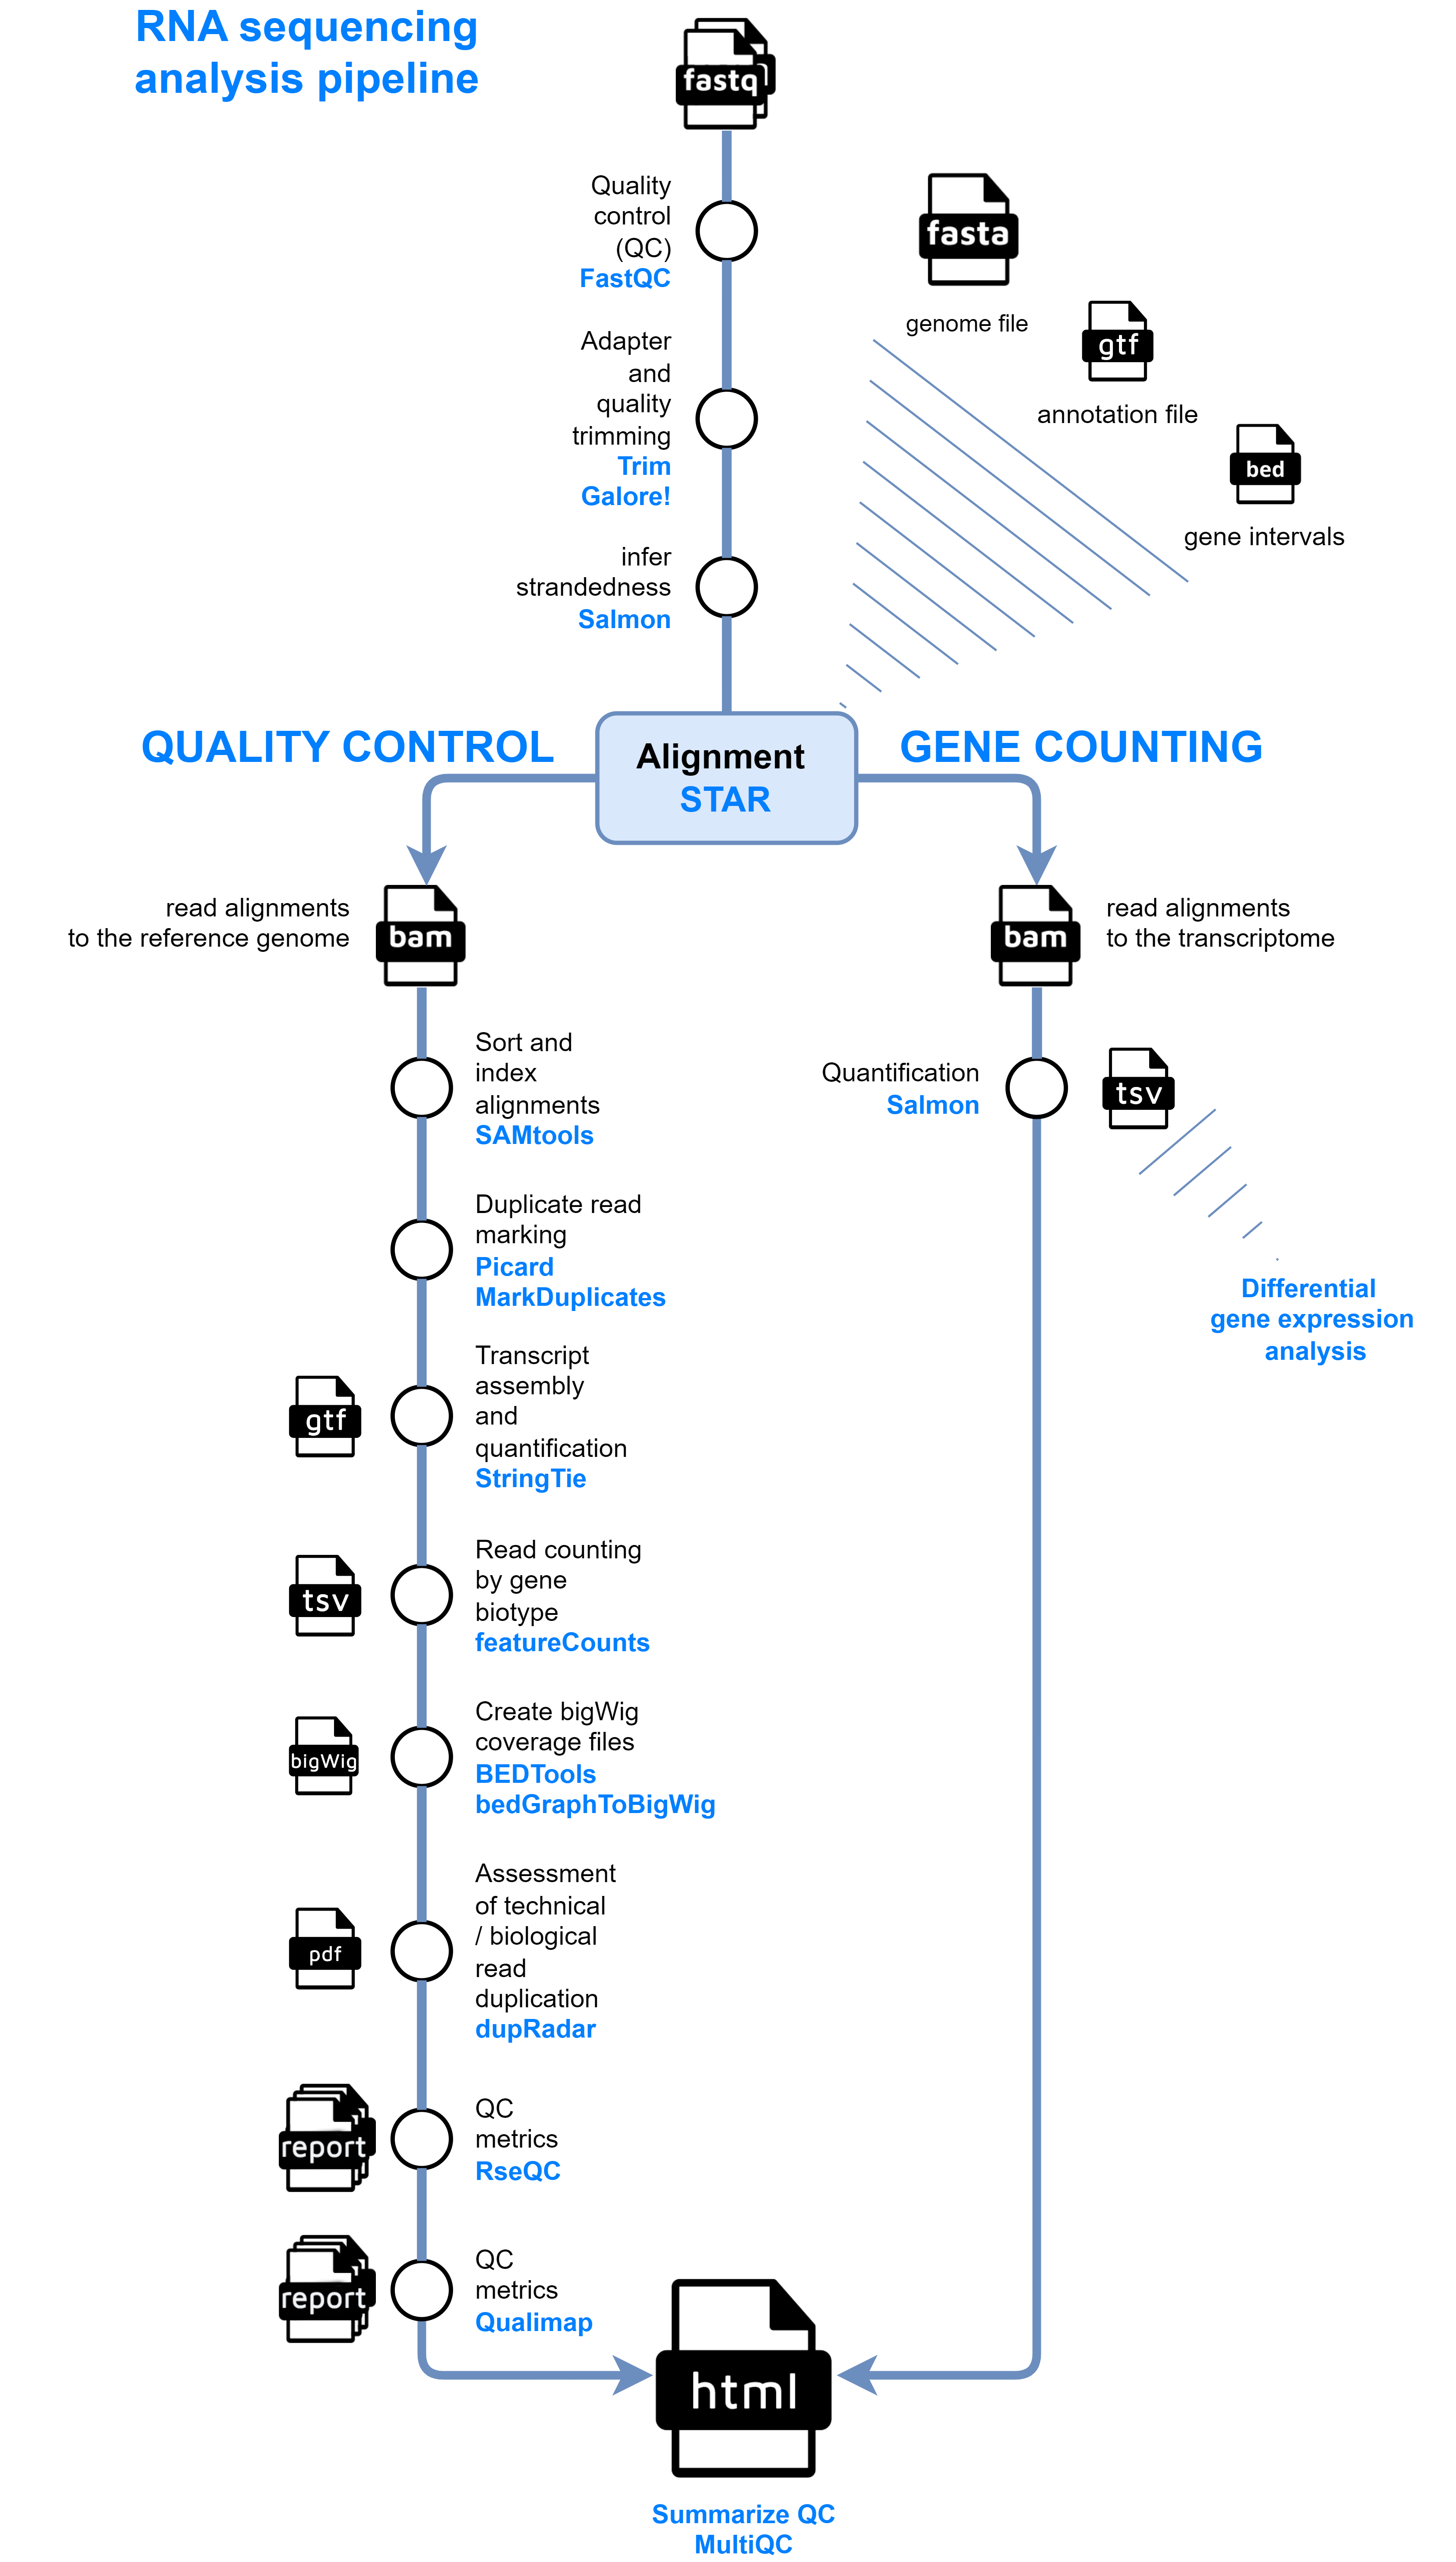 RNA sequencing
analysis pipeline
fastq
Quality
control
(QC)
FastQC
Adapter
and
quality
trimming
Trim
Galore!
infer
strandedness
Salmon
fasta
genome file
gtf
annotation file
bed
gene intervals
Alignment
STAR
QUALITY CONTROL
bam
read alignments
to the reference genome
Sort and
index
alignments
SAMtools
Duplicate read
marking
Picard
MarkDuplicates
gtf
Transcript
assembly
and
quantification
StringTie
tsv
Read counting
by gene
biotype
featureCounts
bigWig
Create bigWig
coverage files
BEDTools
bedGraphToBigWig
pdf
Assessment
of technical
/ biological
read
duplication
dupRadar
report
QC
metrics
RseQC
report
QC
metrics
Qualimap
GENE COUNTING
bam
read alignments
to the transcriptome
Quantification
Salmon
tsv
Differential
gene expression
analysis
html
Summarize QC
MultiQC